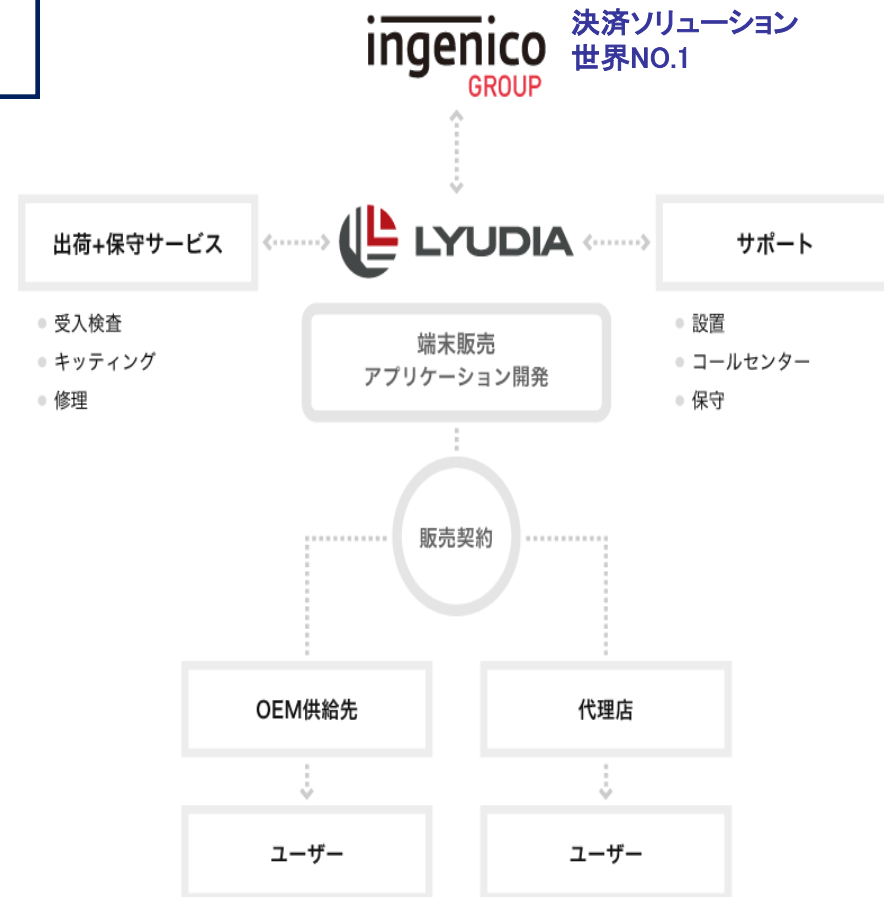 ingenico
GROUP
決済ソリューション
世界NO.1
出荷+保守サービス
LYUDIA
サポート
受入検査
キッティング
修理
端末販売
アプリケーション開発
設置
コールセンター
保守
販売契約
OEM供給先
代理店
ユーザー
ユーザー